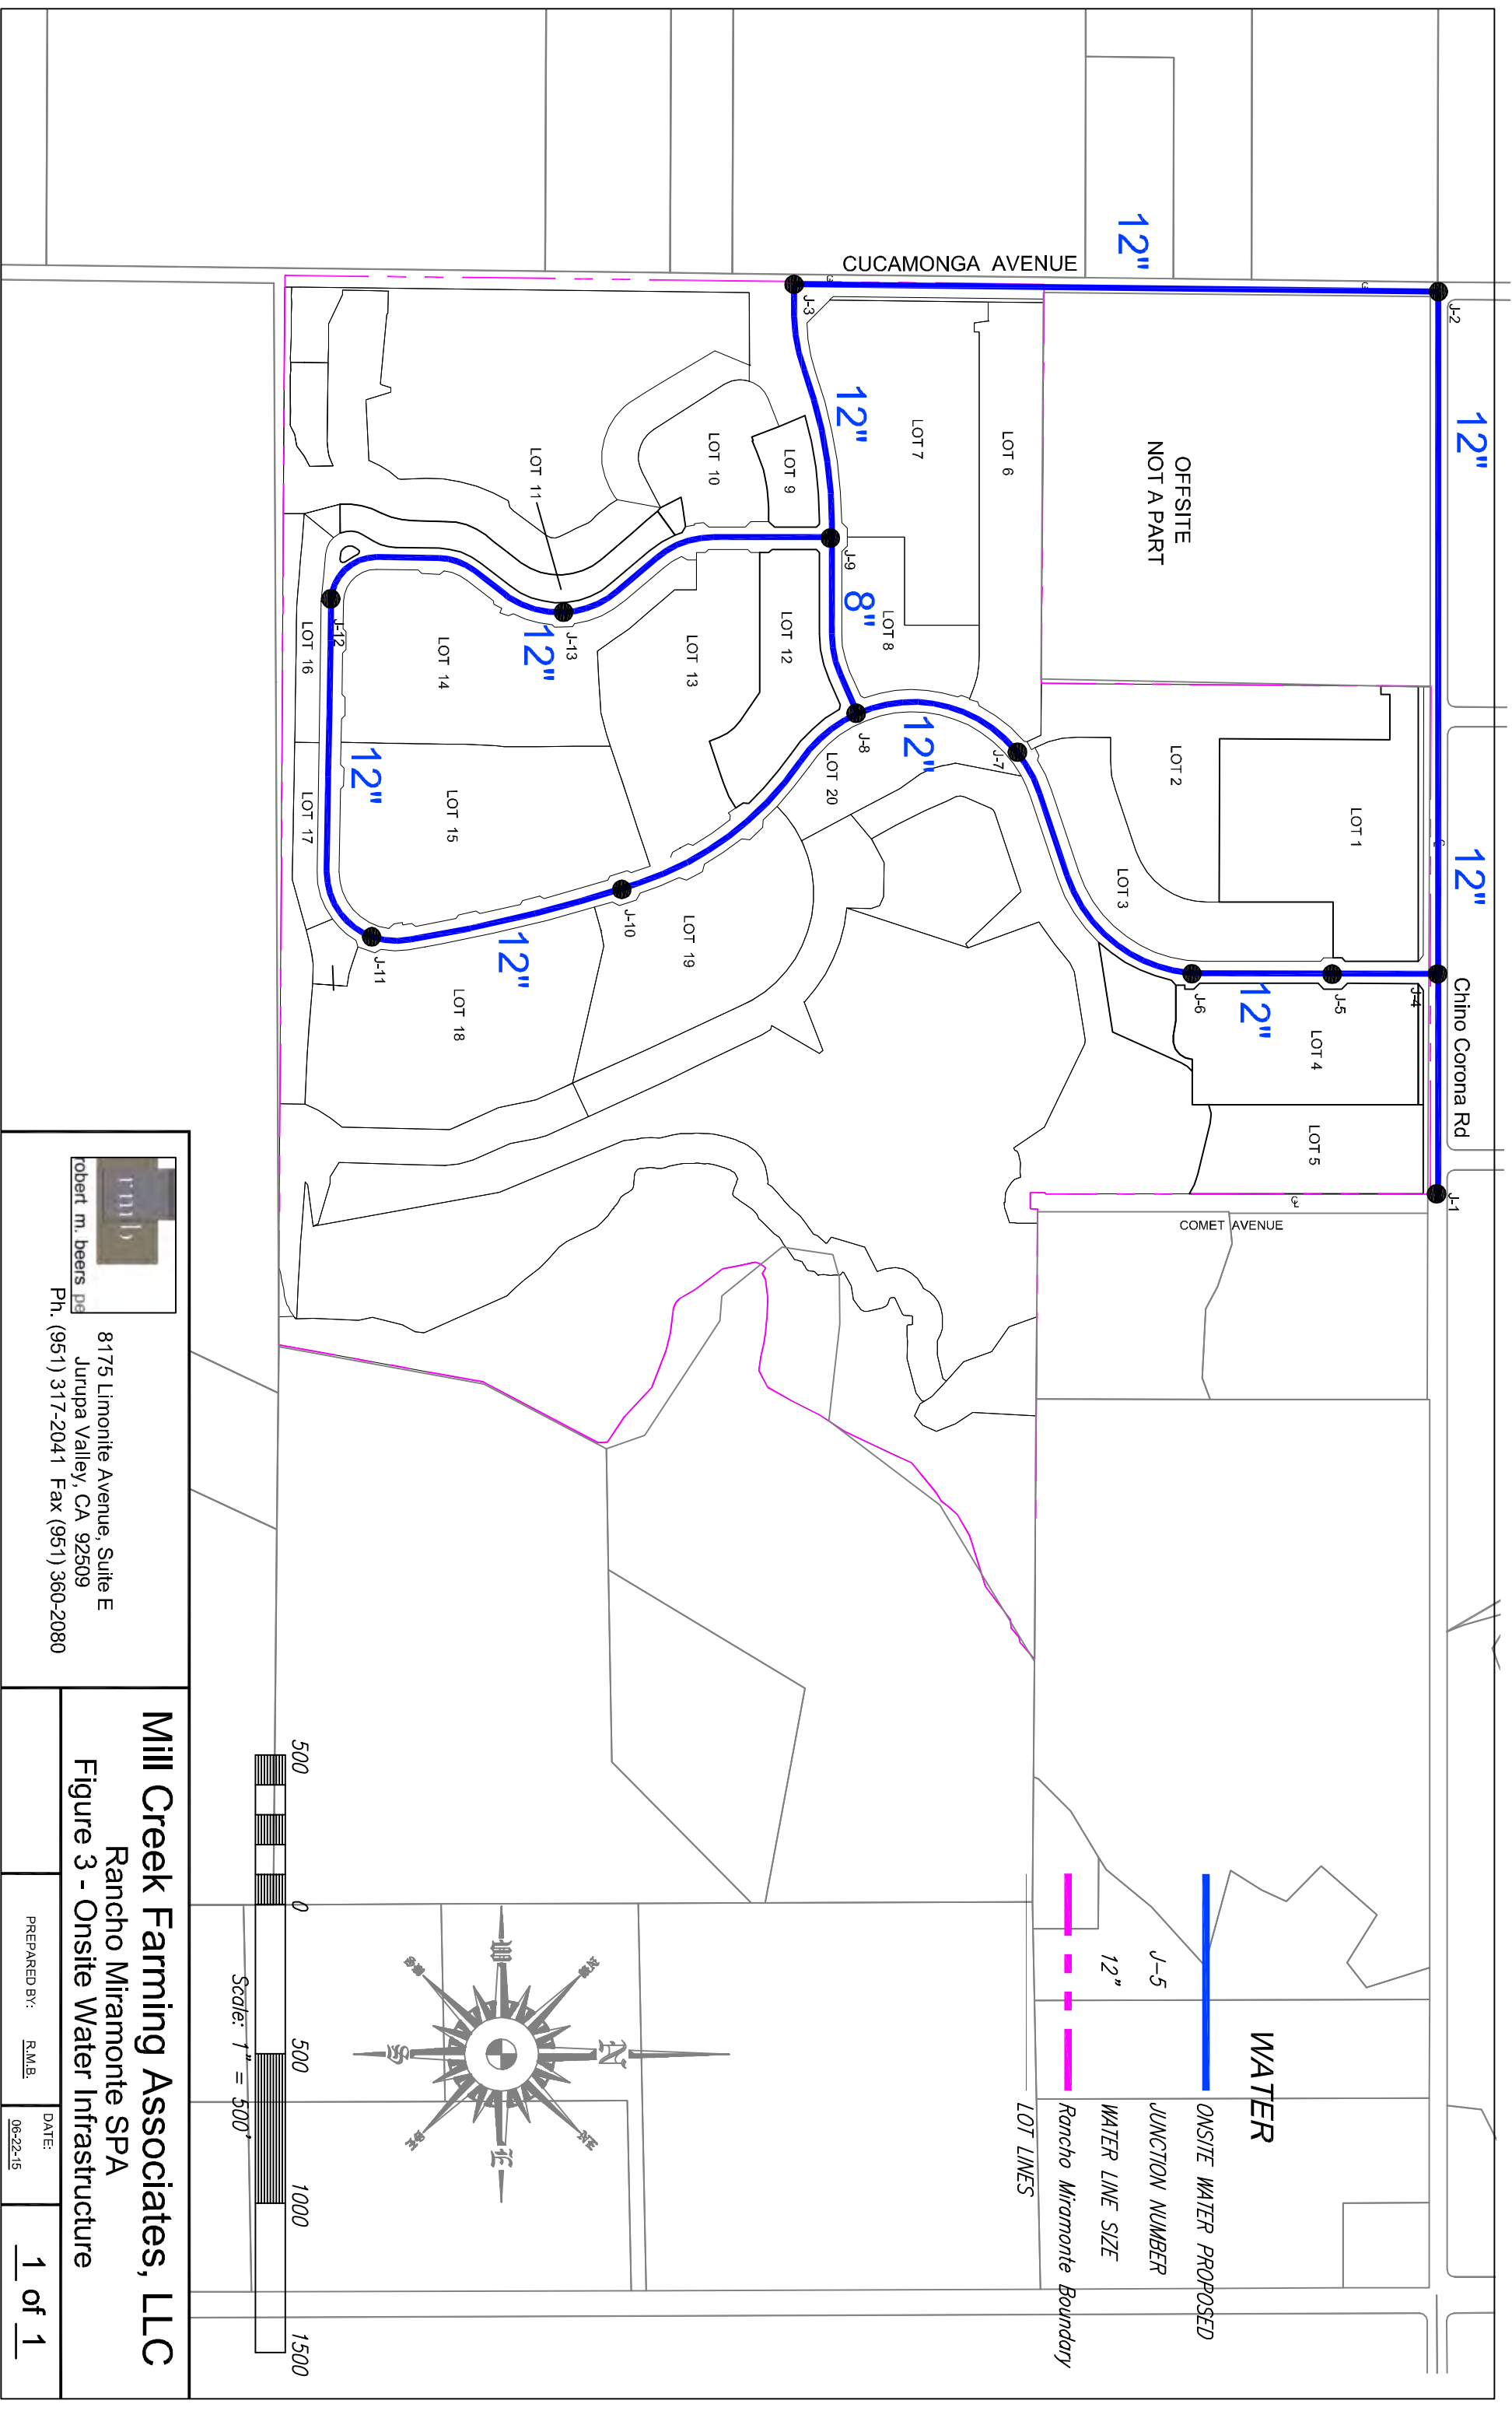 CUCAMONGA AVENUE
12"
12"
12"
Chino Corona Rd
J-2
J-4
J-1
COMET AVENUE
OFFSITE
NOT A PART
LOT 1
LOT 2
LOT 3
LOT 4
LOT 5
LOT 6
LOT 7
LOT 8
LOT 9
LOT 10
LOT 11
LOT 12
LOT 13
LOT 14
LOT 15
LOT 16
LOT 17
LOT 18
LOT 19
LOT 20
J-3
J-5
J-6
J-7
J-8
J-9
J-10
J-11
J-12
J-13
12"
8"
12"
12"
12"
12"
12"
WATER
ONSITE WATER PROPOSED
J-5 JUNCTION NUMBER
12" WATER LINE SIZE
Rancho Miramonte Boundary
LOT LINES
N
NE
E
S
W
500 0 500 1000 1500
Scale: 1" = 500'
rmb
robert m. beers pe
8175 Limonite Avenue, Suite E
Jurupa Valley, CA 92509
Ph. (951) 317-2041 Fax (951) 360-2080
Mill Creek Farming Associates, LLC
Rancho Miramonte SPA
Figure 3 - Onsite Water Infrastructure
PREPARED BY: R.M.B.
DATE:
06-22-15
1 of 1